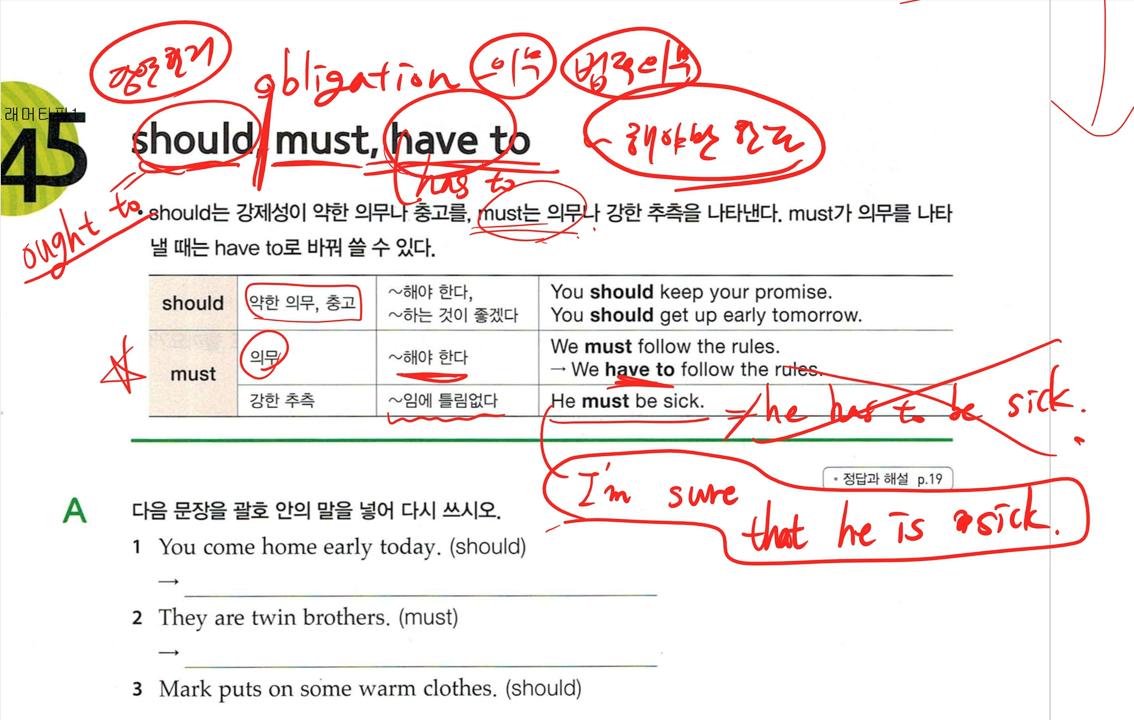 obligation 의무 법적의무
래머티피1
45
should, must, have to ~해야만 한다
has to
ought to
• should는 강제성이 약한 의무나 충고를, must는 의무나 강한 추측을 나타낸다. must가 의무를 나타
낼 때는 have to로 바꿔 쓸 수 있다.
should 약한 의무, 충고 ~해야 한다, You should keep your promise.
~하는 것이 좋겠다 You should get up early tomorrow.
must 의무 ~해야 한다 We must follow the rules.
→ We have to follow the rules.
강한 추측 ~임에 틀림없다 He must be sick. ≠ he has to be sick.
• 정답과 해설 p.19
I'm sure
that he is sick.
A 다음 문장을 괄호 안의 말을 넣어 다시 쓰시오.
1 You come home early today. (should)
→
2 They are twin brothers. (must)
→
3 Mark puts on some warm clothes. (should)